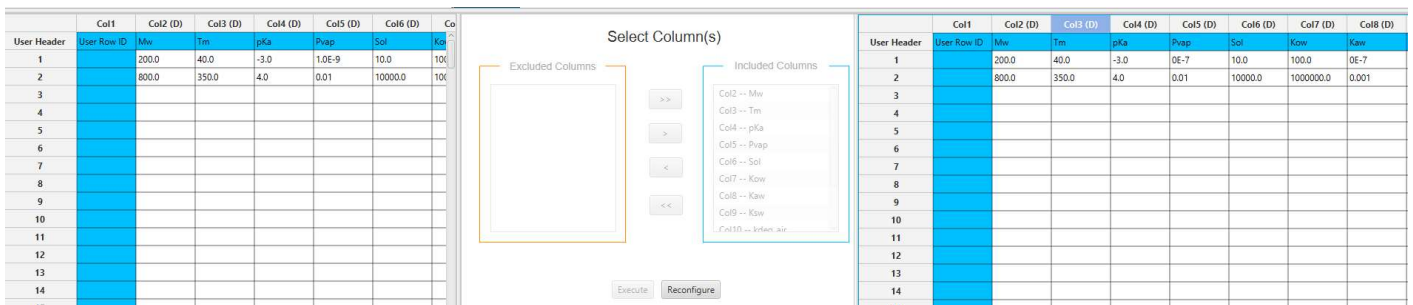 Col1 Col2 (D) Col3 (D) Col4 (D) Col5 (D) Col6 (D) Co
User Header User Row ID Mw Tm pKa Pvap Sol Kov
1 200.0 40.0 -3.0 1.0E-9 10.0 100
2 800.0 350.0 4.0 0.01 10000.0 100
3
4
5
6
7
8
9
10
11
12
13
14
Select Column(s)
Excluded Columns Included Columns
Col2 -- Mw
>> Col3 -- Tm
Col4 -- pKa
> Col5 -- Pvap
Col6 -- Sol
< Col7 -- Kow
Col8 -- Kaw
<< Col9 -- Ksw
Col10 -- kdeg air
Execute Reconfigure
Col1 Col2 (D) Col3 (D) Col4 (D) Col5 (D) Col6 (D) Col7 (D) Col8 (D)
User Header User Row ID Mw Tm pKa Pvap Sol Kow Kaw
1 200.0 40.0 -3.0 0E-7 10.0 100.0 0E-7
2 800.0 350.0 4.0 0.01 10000.0 1000000.0 0.001
3
4
5
6
7
8
9
10
11
12
13
14